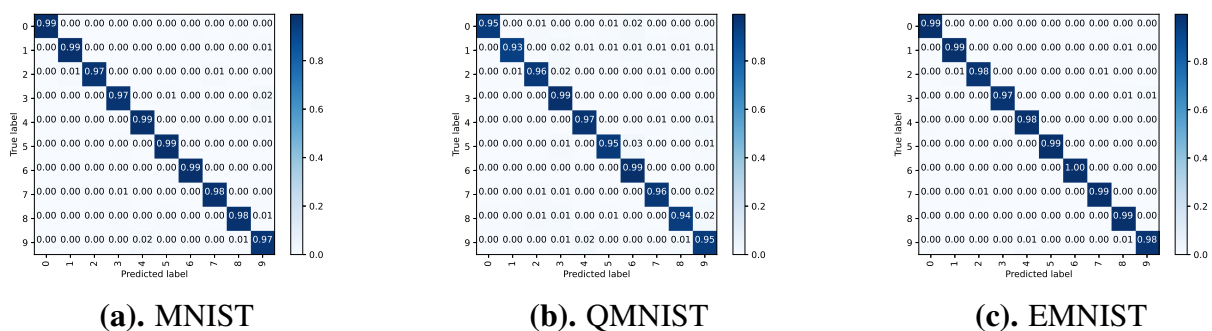 0 0.99 0.00 0.00 0.00 0.00 0.00 0.00 0.00 0.00 0.00
1 0.00 0.99 0.00 0.00 0.00 0.00 0.00 0.00 0.00 0.01
2 0.00 0.01 0.97 0.00 0.00 0.00 0.00 0.01 0.00 0.00
3 0.00 0.00 0.00 0.97 0.01 0.00 0.00 0.00 0.00 0.02
4 0.00 0.00 0.00 0.00 0.99 0.00 0.00 0.00 0.00 0.01
5 0.00 0.00 0.00 0.00 0.00 0.99 0.00 0.00 0.00 0.00
6 0.00 0.00 0.00 0.00 0.00 0.00 0.99 0.00 0.00 0.00
7 0.00 0.00 0.00 0.01 0.00 0.00 0.00 0.98 0.00 0.00
8 0.00 0.00 0.00 0.00 0.00 0.00 0.00 0.00 0.98 0.01
9 0.00 0.00 0.00 0.00 0.02 0.00 0.00 0.00 0.01 0.97
True label
0 1 2 3 4 5 6 7 8 9
Predicted label
0.8
0.6
0.4
0.2
0.0
(a). MNIST
0 0.95 0.00 0.01 0.00 0.01 0.00 0.02 0.00 0.01 0.00
1 0.00 0.93 0.00 0.02 0.01 0.01 0.00 0.01 0.01 0.01
2 0.00 0.01 0.96 0.02 0.00 0.00 0.00 0.01 0.01 0.00
3 0.00 0.00 0.00 0.99 0.00 0.00 0.00 0.00 0.00 0.01
4 0.00 0.00 0.00 0.00 0.97 0.00 0.00 0.01 0.00 0.01
5 0.00 0.00 0.00 0.00 0.00 0.95 0.03 0.00 0.00 0.01
6 0.00 0.00 0.00 0.00 0.00 0.00 0.99 0.00 0.00 0.00
7 0.00 0.00 0.01 0.01 0.00 0.00 0.00 0.96 0.00 0.02
8 0.00 0.00 0.01 0.01 0.00 0.01 0.00 0.00 0.94 0.02
9 0.00 0.00 0.00 0.01 0.02 0.00 0.00 0.00 0.01 0.95
True label
0 1 2 3 4 5 6 7 8 9
Predicted label
0.8
0.6
0.4
0.2
0.0
(b). QMNIST
0 0.99 0.00 0.00 0.00 0.00 0.00 0.00 0.00 0.00 0.00
1 0.00 0.99 0.00 0.00 0.00 0.00 0.00 0.00 0.00 0.01
2 0.00 0.01 0.98 0.00 0.00 0.00 0.00 0.00 0.00 0.00
3 0.00 0.00 0.00 0.97 0.00 0.01 0.00 0.00 0.01 0.01
4 0.00 0.00 0.00 0.00 0.98 0.00 0.00 0.00 0.00 0.01
5 0.00 0.00 0.00 0.00 0.00 0.99 0.00 0.00 0.00 0.00
6 0.00 0.00 0.00 0.00 0.00 0.00 1.00 0.00 0.00 0.00
7 0.00 0.00 0.01 0.00 0.00 0.00 0.00 0.99 0.00 0.00
8 0.00 0.00 0.00 0.00 0.00 0.00 0.00 0.00 0.99 0.00
9 0.00 0.00 0.00 0.00 0.01 0.00 0.00 0.00 0.01 0.98
True label
0 1 2 3 4 5 6 7 8 9
Predicted label
0.8
0.6
0.4
0.2
0.0
(c). EMNIST